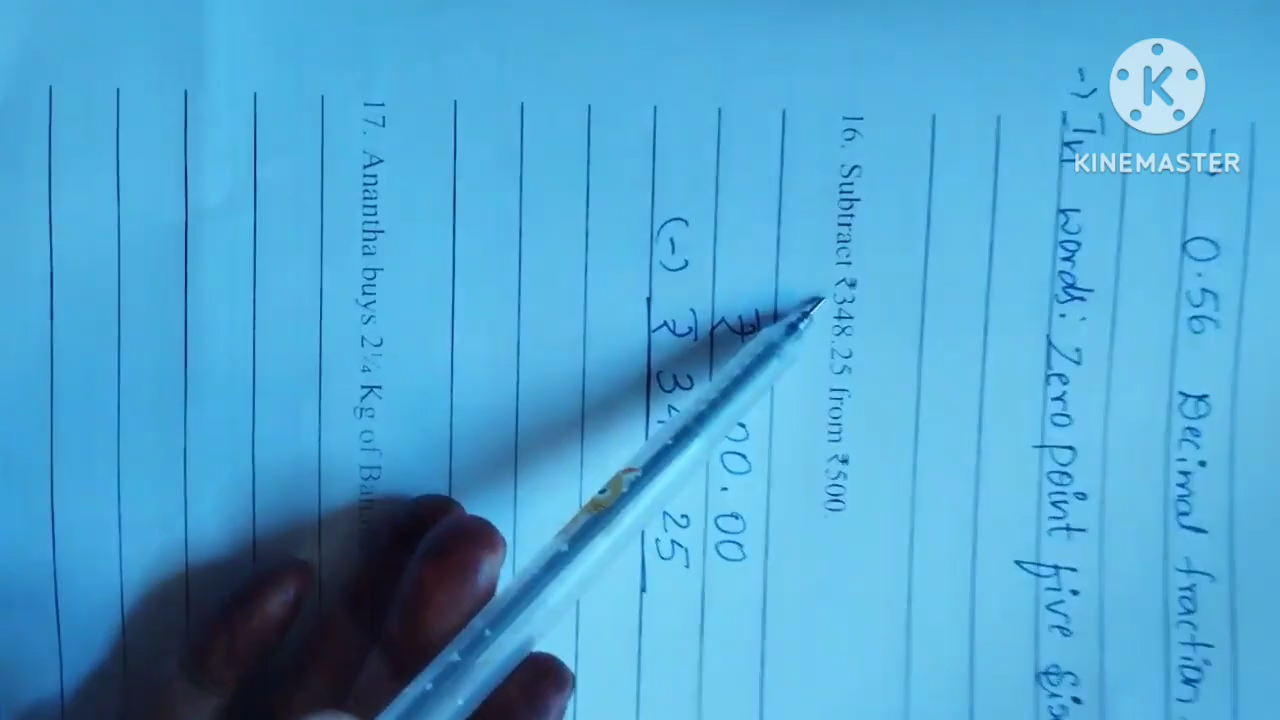 -> 0.56 Decimal fraction
-> In words: Zero point five
16. Subtract ₹348.25 from ₹500.
₹ 00.00
(-) ₹ 34 25
17. Anantha buys 2¼ Kg of
K
KINEMASTER